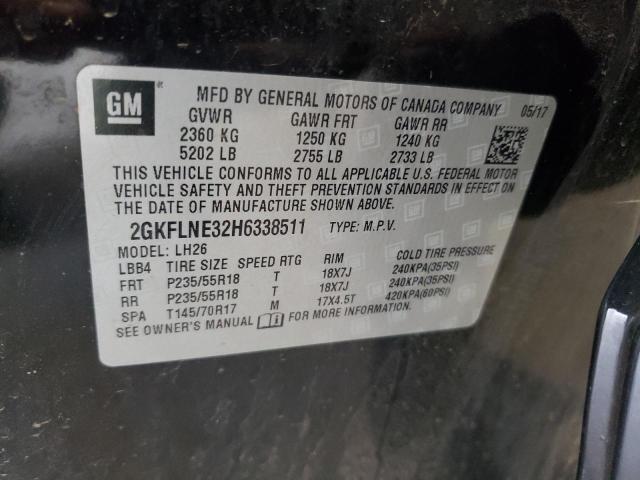 GM
MFD BY GENERAL MOTORS OF CANADA COMPANY 05/17
GVWR GAWR FRT GAWR RR
2360 KG 1250 KG 1240 KG
5202 LB 2755 LB 2733 LB
THIS VEHICLE CONFORMS TO ALL APPLICABLE U.S. FEDERAL MOTOR
VEHICLE SAFETY AND THEFT PREVENTION STANDARDS IN EFFECT ON
THE DATE OF MANUFACTURE SHOWN ABOVE.
2GKFLNE32H6338511 TYPE: M.P.V.
MODEL: LH26
LBB4 TIRE SIZE SPEED RTG RIM COLD TIRE PRESSURE
FRT P235/55R18 T 18X7J 240KPA(35PSI)
RR P235/55R18 T 18X7J 240KPA(35PSI)
SPA T145/70R17 M 17X4.5T 420KPA(60PSI)
SEE OWNER'S MANUAL FOR MORE INFORMATION.